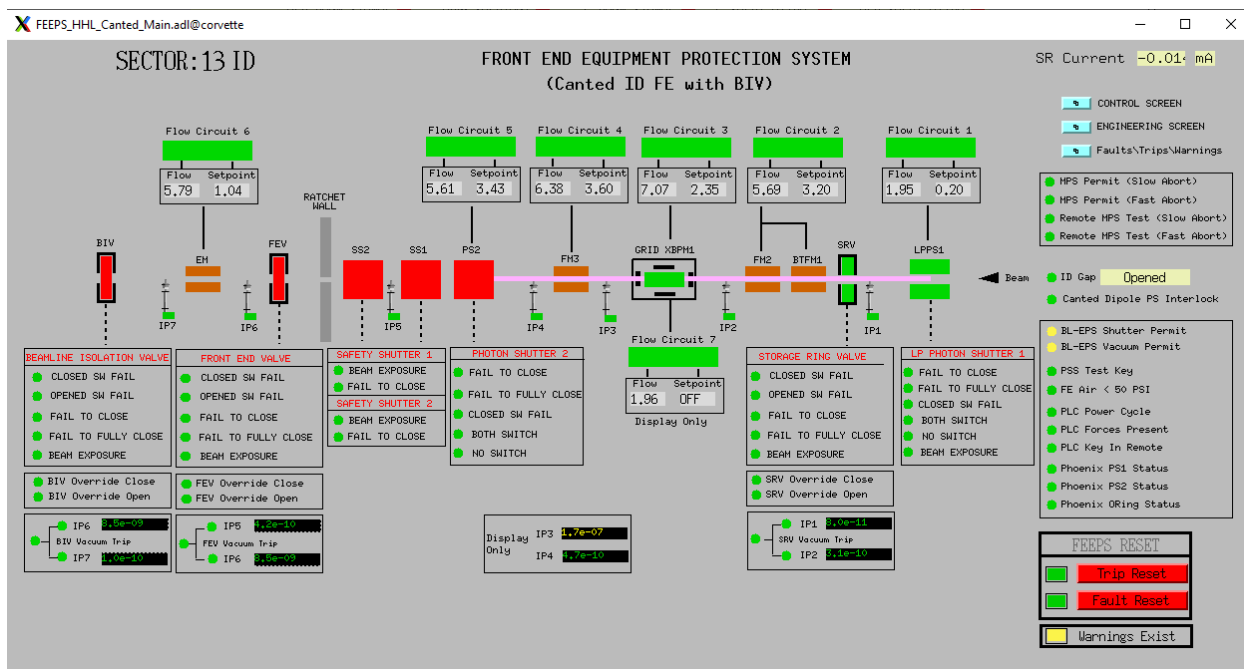 FEEPS_HHL_Canted_Main.adl@corvette
SECTOR:13 ID
FRONT END EQUIPMENT PROTECTION SYSTEM
(Canted ID FE with BIV)
SR Current -0.014 mA
CONTROL SCREEN
ENGINEERING SCREEN
Faults\Trips\Warnings
Flow Circuit 6
Flow Setpoint
5.79 1.04
Flow Circuit 5
Flow Setpoint
5.61 3.43
Flow Circuit 4
Flow Setpoint
6.38 3.60
Flow Circuit 3
Flow Setpoint
7.07 2.35
Flow Circuit 2
Flow Setpoint
5.69 3.20
Flow Circuit 1
Flow Setpoint
1.95 0.20
MPS Permit (Slow Abort)
MPS Permit (Fast Abort)
Remote MPS Test (Slow Abort)
Remote MPS Test (Fast Abort)
RATCHET
WALL
BIV
EM
FEV
SS2
SS1
PS2
FM3
GRID XBPM1
FM2
BTFM1
SRV
LPPS1
Beam
IP7
IP6
IP5
IP4
IP3
IP2
IP1
ID Gap Opened
Canted Dipole PS Interlock
Flow Circuit 7
Flow Setpoint
1.96 OFF
Display Only
BEAMLINE ISOLATION VALVE
CLOSED SW FAIL
OPENED SW FAIL
FAIL TO CLOSE
FAIL TO FULLY CLOSE
BEAM EXPOSURE
BIV Override Close
BIV Override Open
IP6 8.5e-09
BIV Vacuum Trip
IP7 1.0e-10
FRONT END VALVE
CLOSED SW FAIL
OPENED SW FAIL
FAIL TO CLOSE
FAIL TO FULLY CLOSE
BEAM EXPOSURE
FEV Override Close
FEV Override Open
IP5 4.2e-10
FEV Vacuum Trip
IP6 8.5e-09
SAFETY SHUTTER 1
BEAM EXPOSURE
FAIL TO CLOSE
SAFETY SHUTTER 2
BEAM EXPOSURE
FAIL TO CLOSE
PHOTON SHUTTER 2
FAIL TO CLOSE
FAIL TO FULLY CLOSE
CLOSED SW FAIL
BOTH SWITCH
NO SWITCH
Display Only
IP3 1.7e-07
IP4 4.7e-10
STORAGE RING VALVE
CLOSED SW FAIL
OPENED SW FAIL
FAIL TO CLOSE
FAIL TO FULLY CLOSE
BEAM EXPOSURE
SRV Override Close
SRV Override Open
IP1 8.0e-11
SRV Vacuum Trip
IP2 3.1e-10
LP PHOTON SHUTTER 1
FAIL TO CLOSE
FAIL TO FULLY CLOSE
CLOSED SW FAIL
BOTH SWITCH
NO SWITCH
BEAM EXPOSURE
BL-EPS Shutter Permit
BL-EPS Vacuum Permit
PSS Test Key
FE Air < 50 PSI
PLC Power Cycle
PLC Forces Present
PLC Key In Remote
Phoenix PS1 Status
Phoenix PS2 Status
Phoenix ORing Status
FEEPS RESET
Trip Reset
Fault Reset
Warnings Exist